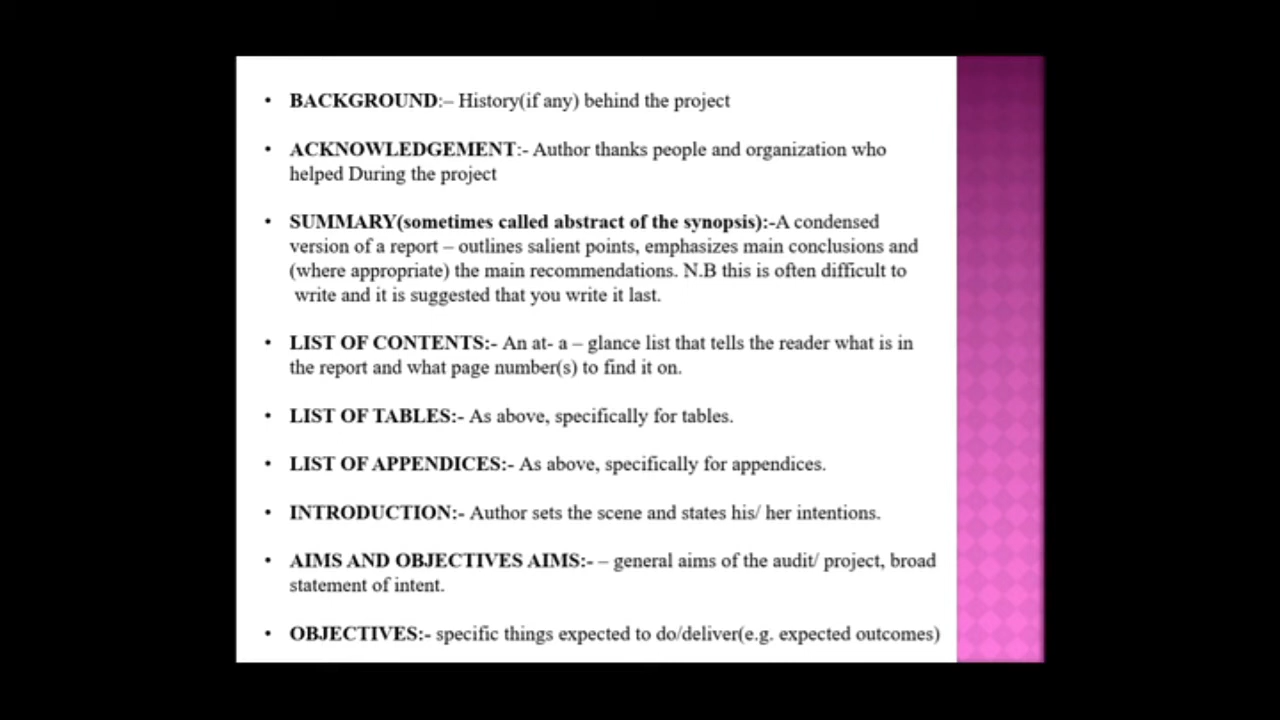 • BACKGROUND:– History(if any) behind the project
• ACKNOWLEDGEMENT:- Author thanks people and organization who
helped During the project
• SUMMARY(sometimes called abstract of the synopsis):-A condensed
version of a report – outlines salient points, emphasizes main conclusions and
(where appropriate) the main recommendations. N.B this is often difficult to
write and it is suggested that you write it last.
• LIST OF CONTENTS:- An at- a – glance list that tells the reader what is in
the report and what page number(s) to find it on.
• LIST OF TABLES:- As above, specifically for tables.
• LIST OF APPENDICES:- As above, specifically for appendices.
• INTRODUCTION:- Author sets the scene and states his/ her intentions.
• AIMS AND OBJECTIVES AIMS:- – general aims of the audit/ project, broad
statement of intent.
• OBJECTIVES:- specific things expected to do/deliver(e.g. expected outcomes)